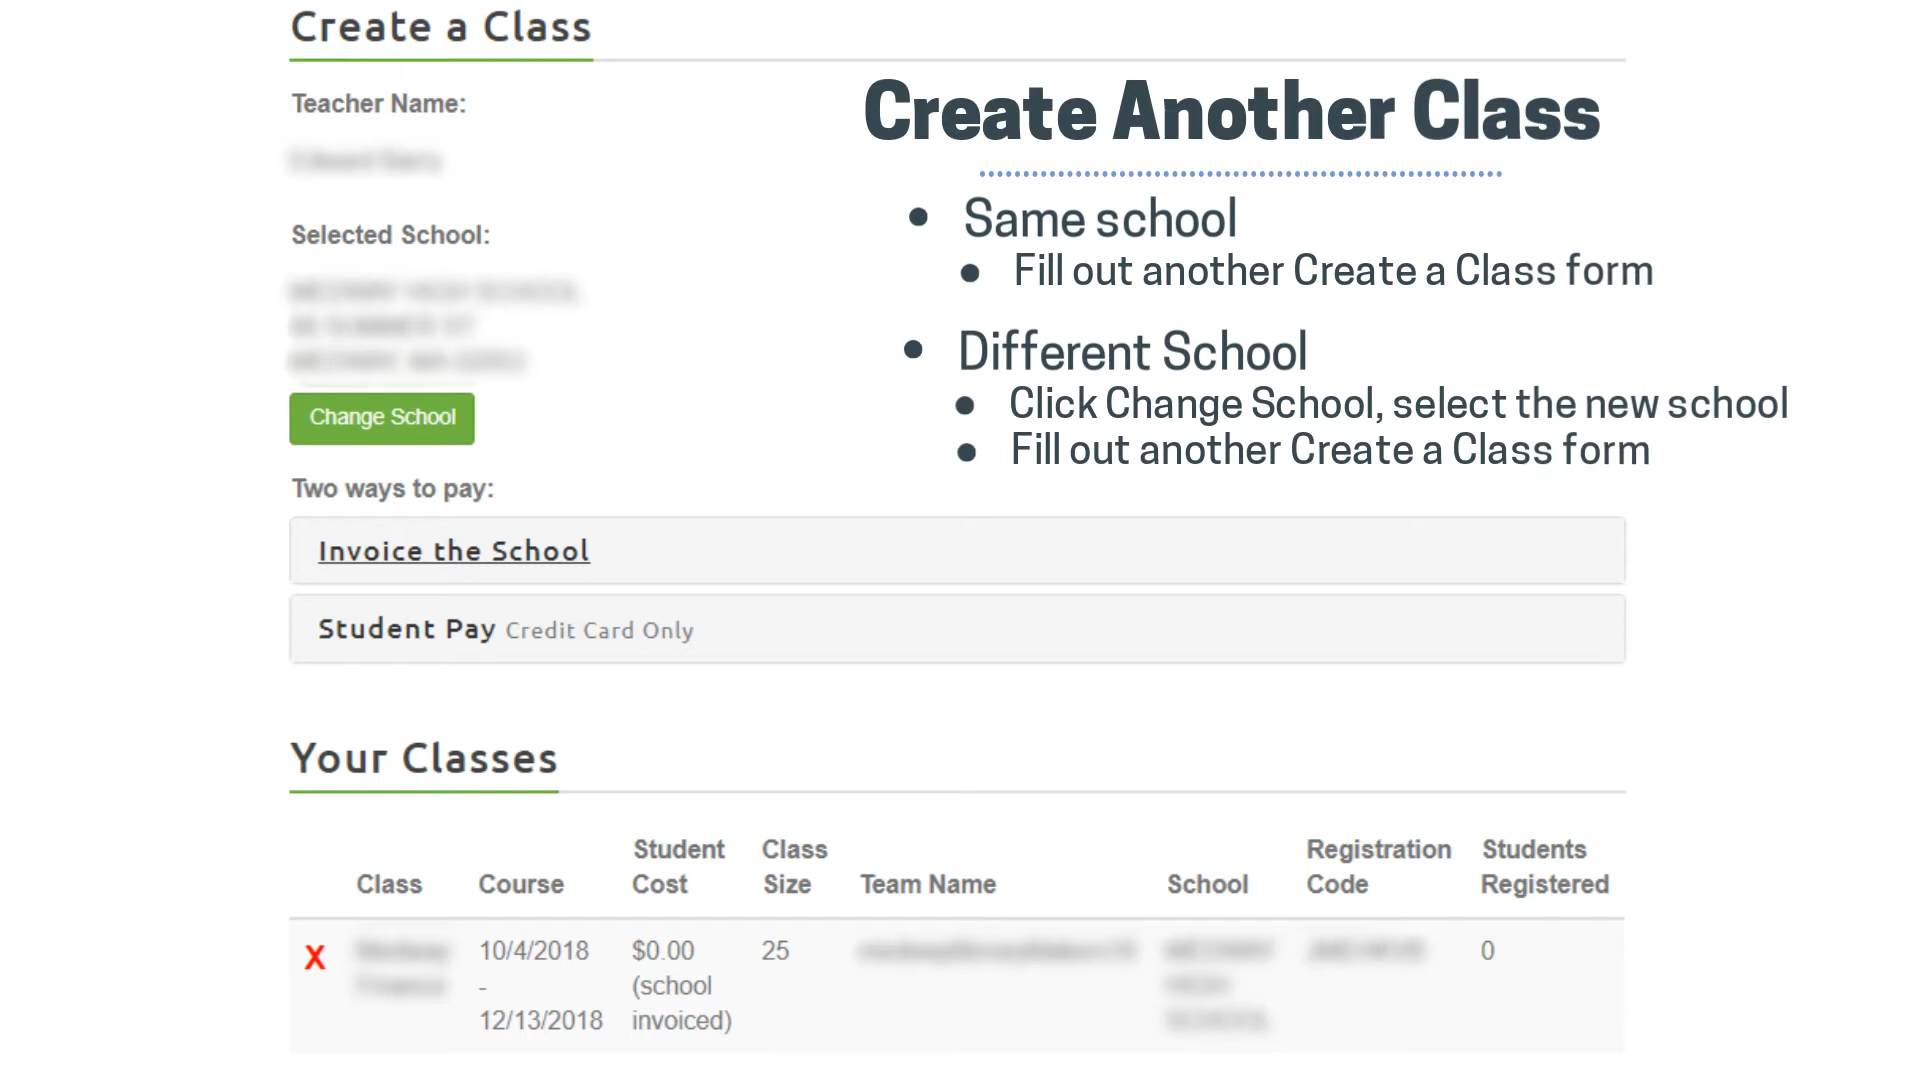 Create a Class
Teacher Name:
Selected School:
Change School
Two ways to pay:
Invoice the School
Student Pay Credit Card Only
Create Another Class
• Same school
• Fill out another Create a Class form
• Different School
• Click Change School, select the new school
• Fill out another Create a Class form
Your Classes
Class Course Student Cost Class Size Team Name School Registration Code Students Registered
X 10/4/2018 $0.00 25 0
- (school
12/13/2018 invoiced)